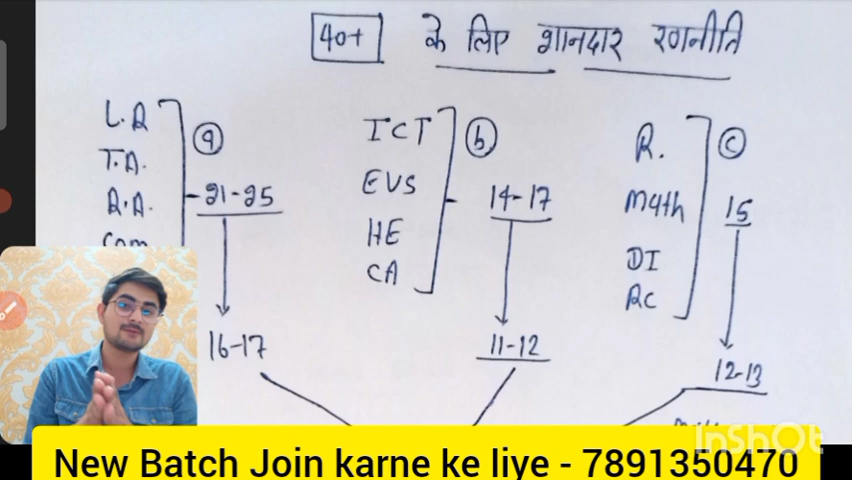 40+ के लिए शानदार रणनीति
L.R
T.A.
R.A.
Com
a
21-25
16-17
ICT
EVS
HE
CA
b
14-17
11-12
R.
Math
DI
RC
c
15
12-13
InShOt
New Batch Join karne ke liye - 7891350470